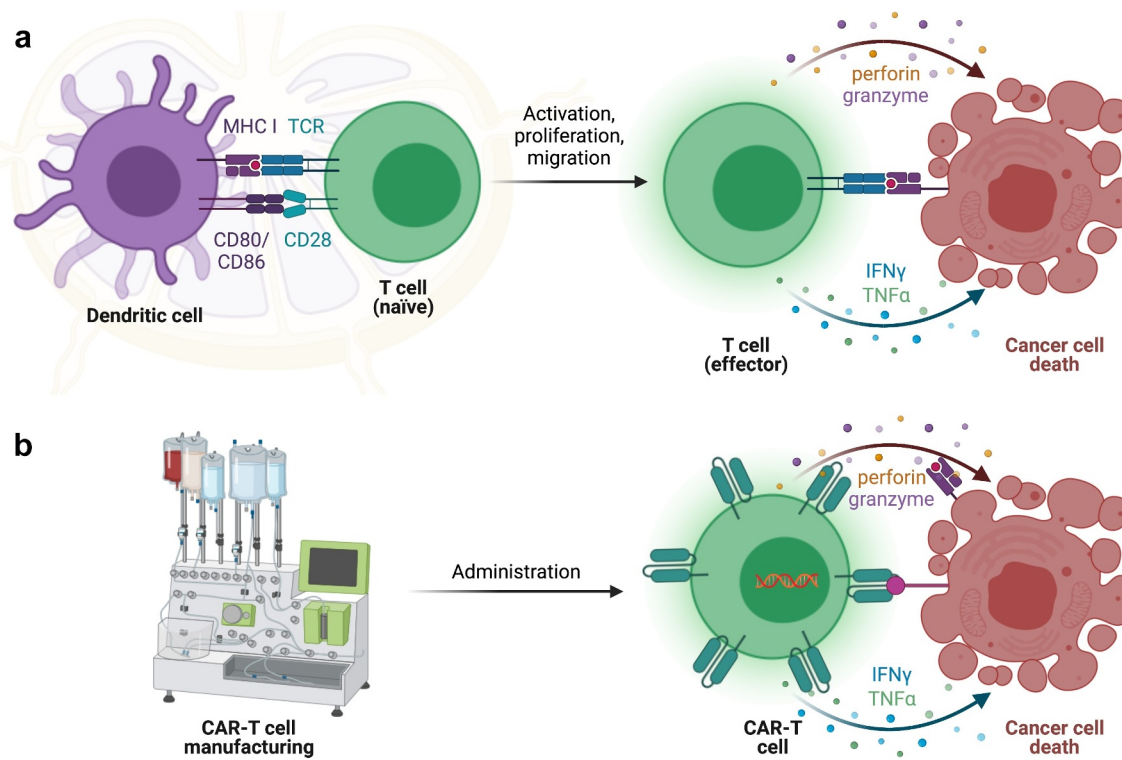 a
MHC I TCR
CD80/
CD86
CD28
Dendritic cell
T cell
(naïve)
Activation,
proliferation,
migration
perforin
granzyme
IFNγ
TNFα
T cell
(effector)
Cancer cell
death
b
CAR-T cell
manufacturing
Administration
perforin
granzyme
IFNγ
TNFα
CAR-T
cell
Cancer cell
death